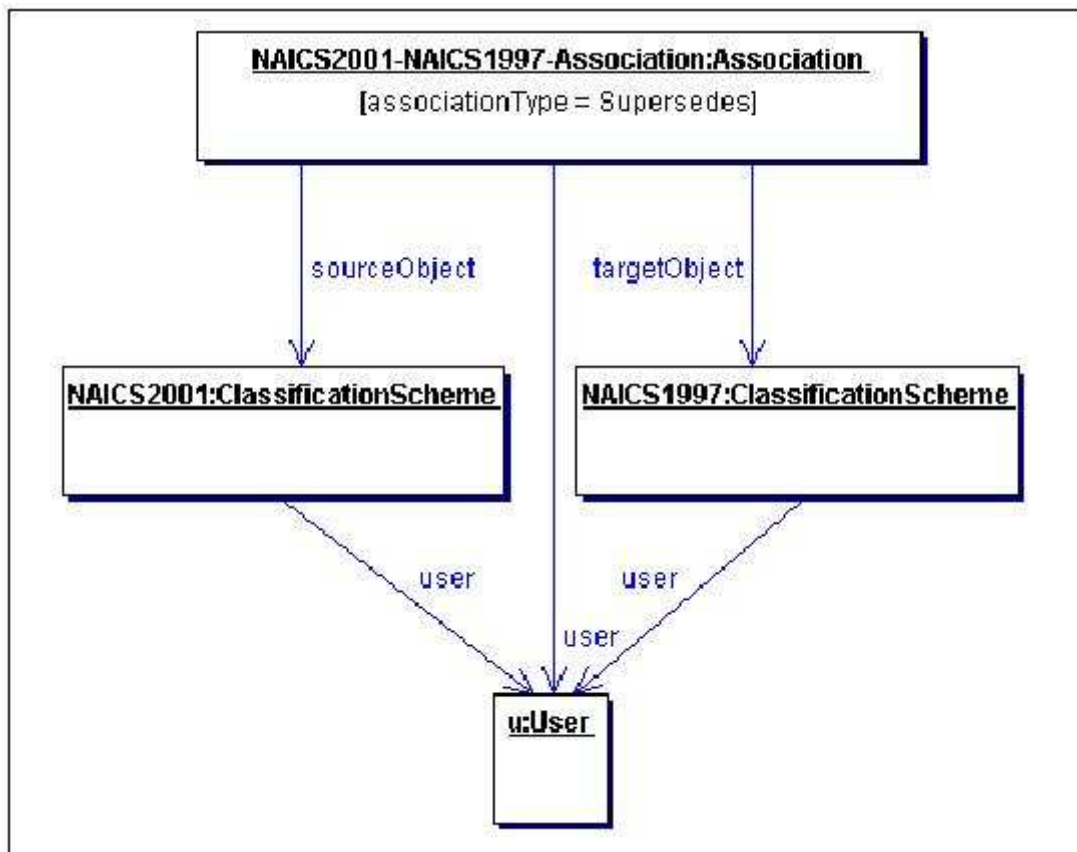 NAICS2001-NAICS1997-Association:Association
[associationType = Supersedes]
sourceObject
targetObject
NAICS2001:ClassificationScheme
NAICS1997:ClassificationScheme
user
user
user
u:User